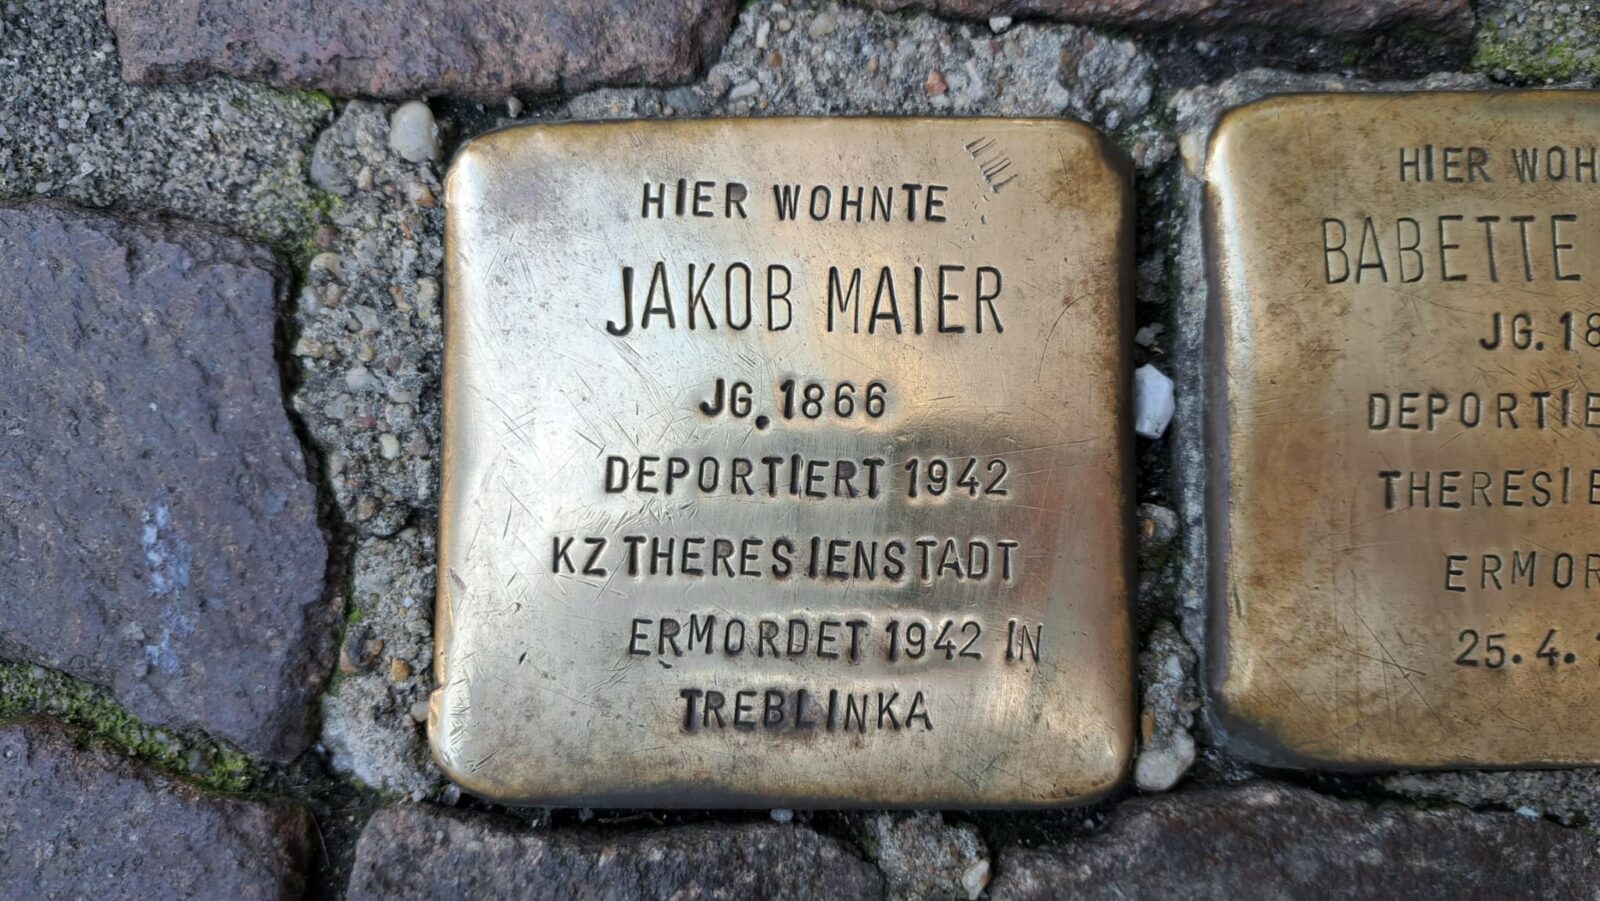 HIER WOHNTE
JAKOB MAIER
JG. 1866
DEPORTIERT 1942
KZ THERESIENSTADT
ERMORDET 1942 IN
TREBLINKA
HIER WOH
BABETTE
JG. 18
DEPORTIE
THERESIE
ERMOR
25.4.